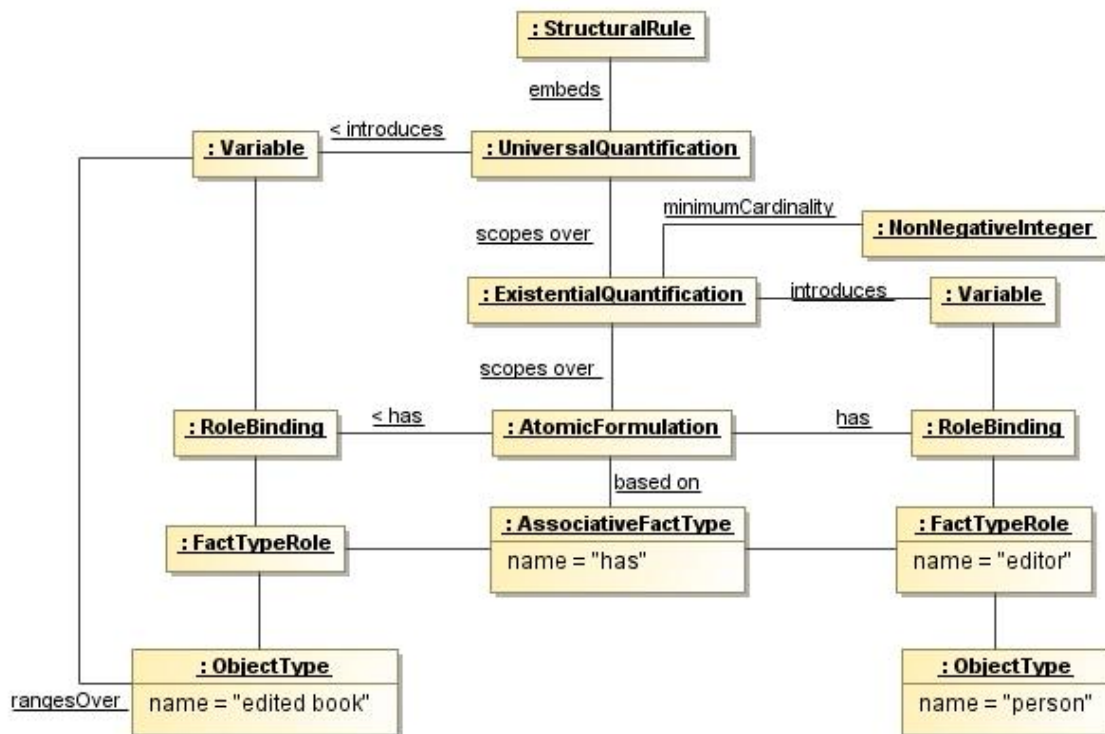 : StructuralRule
embeds
< introduces
: Variable
: UniversalQuantification
minimumCardinality
: NonNegativeInteger
scopes over
: ExistentialQuantification
introduces
: Variable
scopes over
< has
has
: RoleBinding
: AtomicFormulation
: RoleBinding
based on
: FactTypeRole
: AssociativeFactType
name = "has"
: FactTypeRole
name = "editor"
: ObjectType
name = "edited book"
rangesOver
: ObjectType
name = "person"